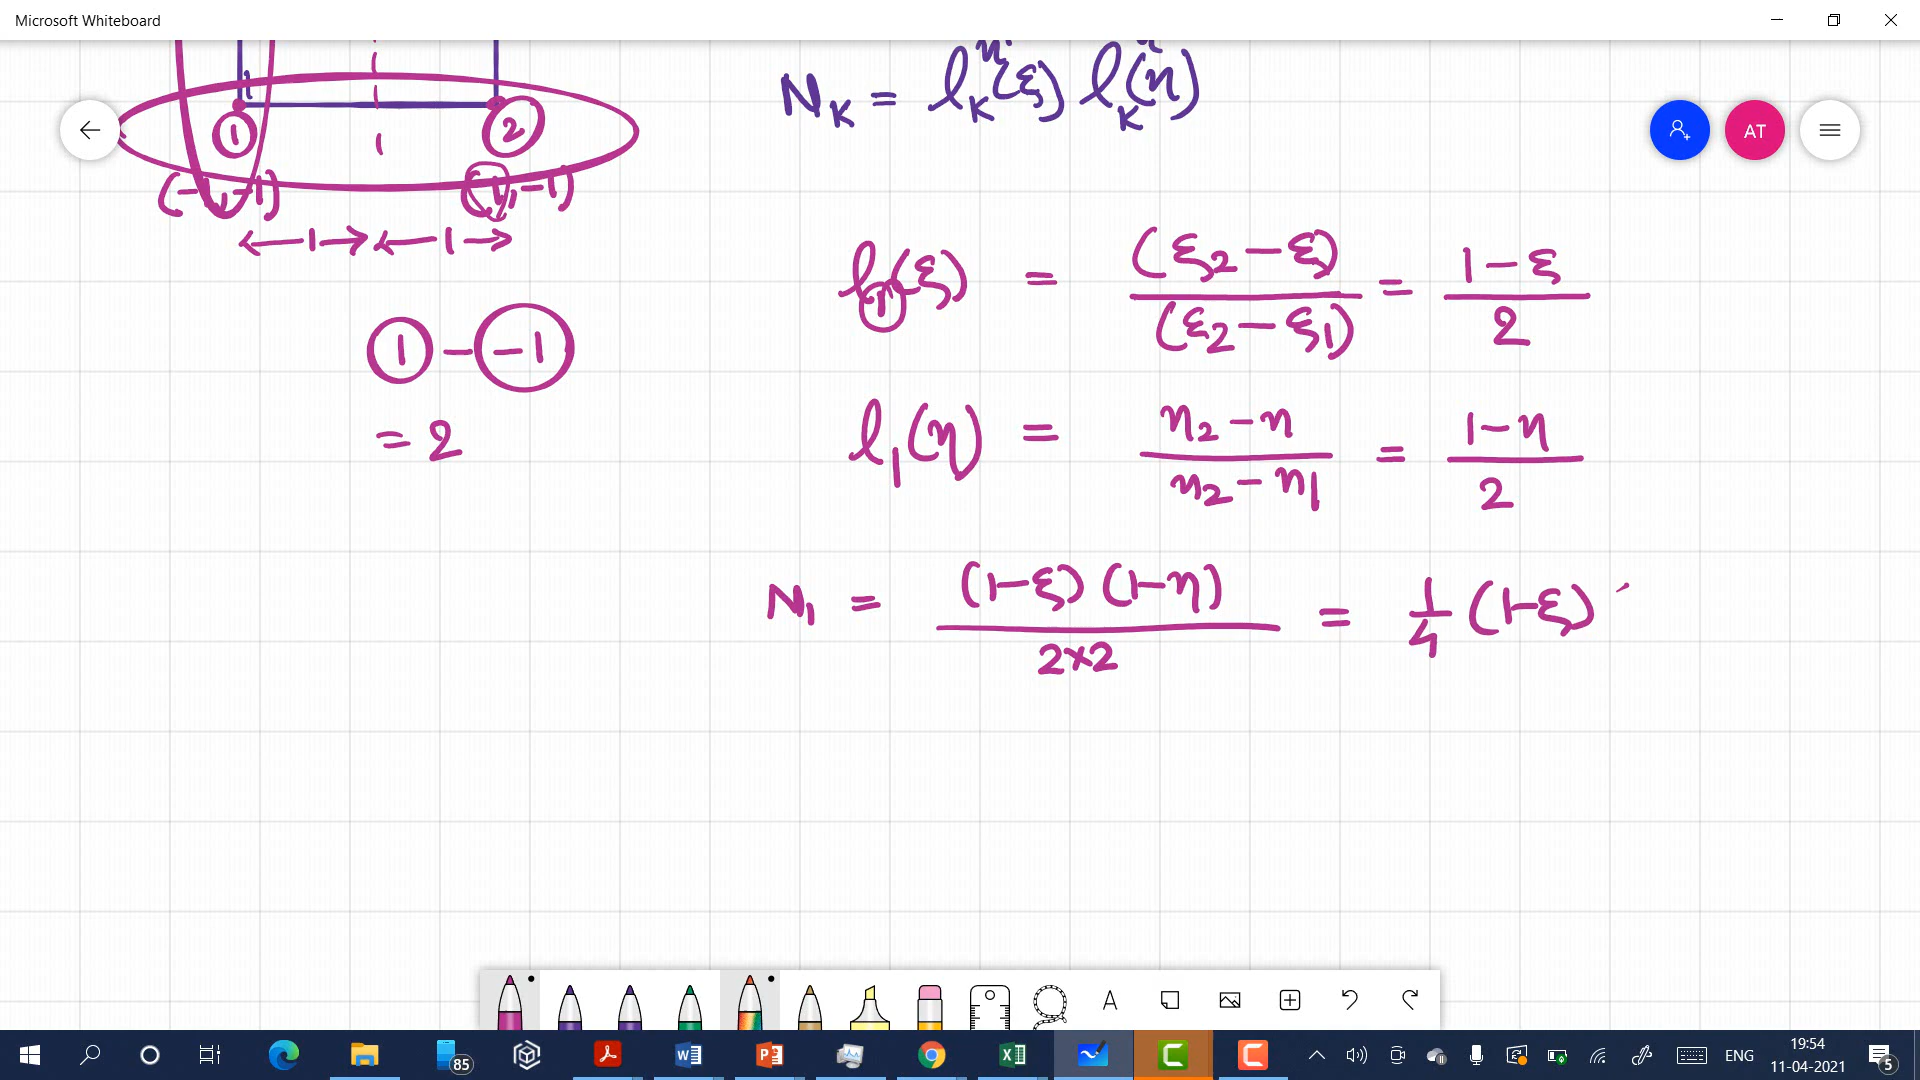 Microsoft Whiteboard
N_K = l_K^n(ξ) l_K(η)
① ②
(-1, -1) (1, -1)
←1→←1→
AT
l_1(ξ) = (ξ_2 - ξ) / (ξ_2 - ξ_1) = (1 - ξ) / 2
① - (-1)
= 2
l_1(η) = (η_2 - η) / (η_2 - η_1) = (1 - η) / 2
N_1 = (1-ξ)(1-η) / 2×2 = 1/4 (1-ξ)
85
ENG
19:54
11-04-2021
5